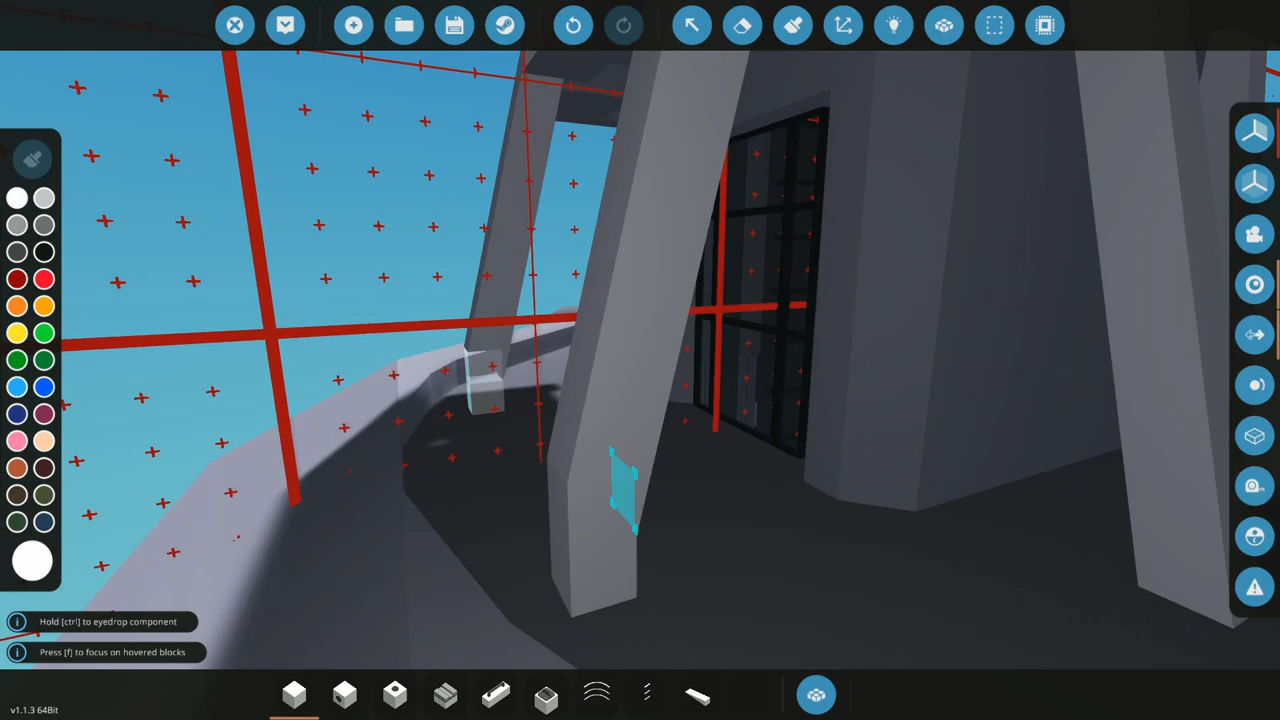 Hold [ctrl] to eyedrop component
Press [f] to focus on hovered blocks
v1.1.3 64Bit